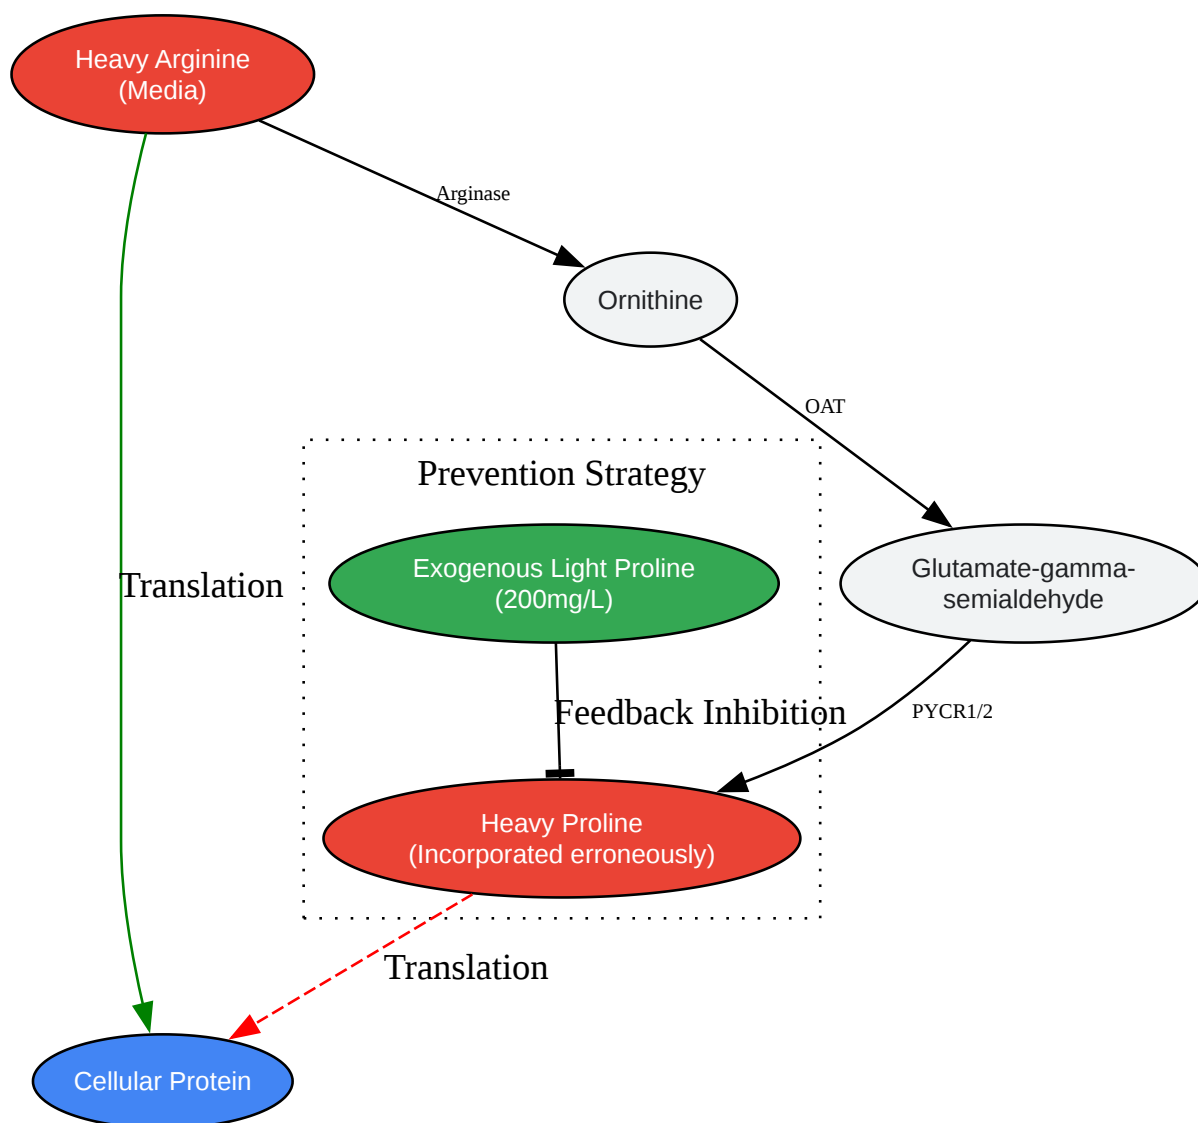 Heavy Arginine
(Media)
Arginase
Ornithine
OAT
Prevention Strategy
Exogenous Light Proline
(200mg/L)
Glutamate-gamma-
semialdehyde
Translation
Feedback Inhibition
PYCR1/2
Heavy Proline
(Incorporated erroneously)
Translation
Cellular Protein